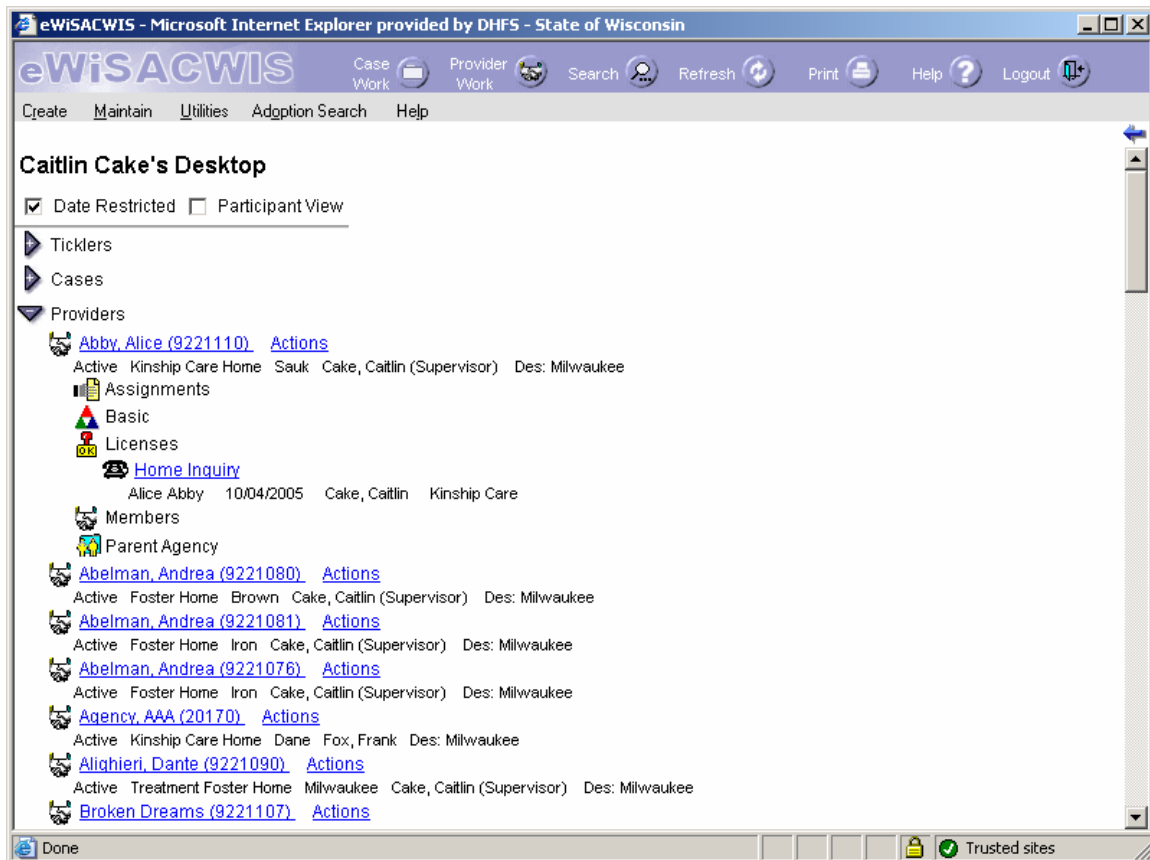 eWiSACWIS - Microsoft Internet Explorer provided by DHFS - State of Wisconsin
eWiSACWIS Case Work Provider Work Search Refresh Print Help Logout
Create Maintain Utilities Adoption Search Help
Caitlin Cake's Desktop
Date Restricted Participant View
Ticklers
Cases
Providers
Abby, Alice (9221110) Actions
Active Kinship Care Home Sauk Cake, Caitlin (Supervisor) Des: Milwaukee
Assignments
Basic
OK Licenses
Home Inquiry
Alice Abby 10/04/2005 Cake, Caitlin Kinship Care
Members
Parent Agency
Abelman, Andrea (9221080) Actions
Active Foster Home Brown Cake, Caitlin (Supervisor) Des: Milwaukee
Abelman, Andrea (9221081) Actions
Active Foster Home Iron Cake, Caitlin (Supervisor) Des: Milwaukee
Abelman, Andrea (9221076) Actions
Active Foster Home Iron Cake, Caitlin (Supervisor) Des: Milwaukee
Agency, AAA (20170) Actions
Active Kinship Care Home Dane Fox, Frank Des: Milwaukee
Alighieri, Dante (9221090) Actions
Active Treatment Foster Home Milwaukee Cake, Caitlin (Supervisor) Des: Milwaukee
Broken Dreams (9221107) Actions
Done Trusted sites